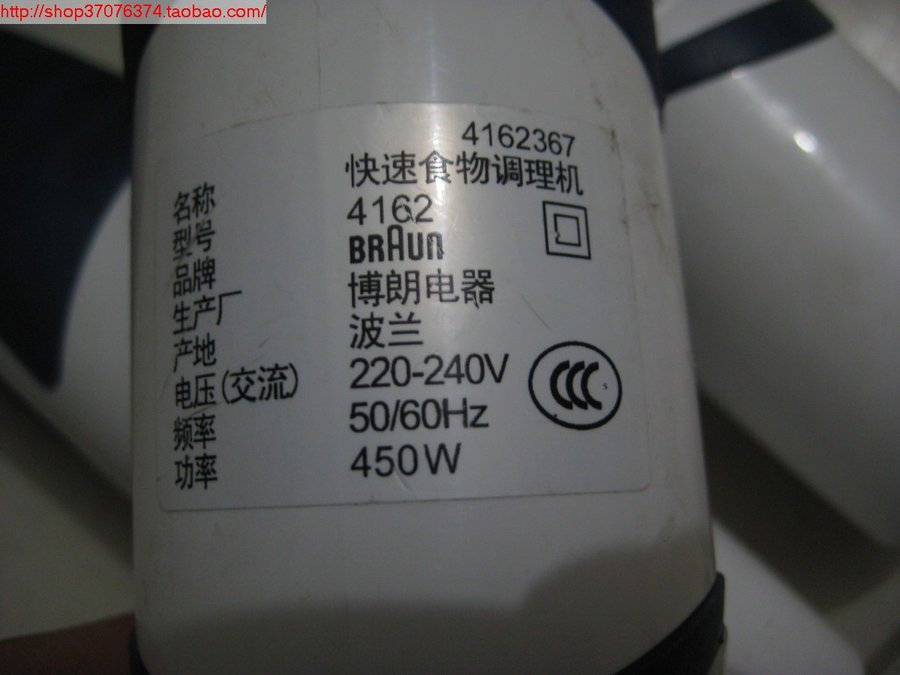 http://shop37076374.taobao.com/
4162367
名称 快速食物调理机
型号 4162
品牌 BRAUN
生产厂 博朗电器
产地 波兰
电压(交流) 220-240V
频率 50/60Hz
功率 450W
CCC S